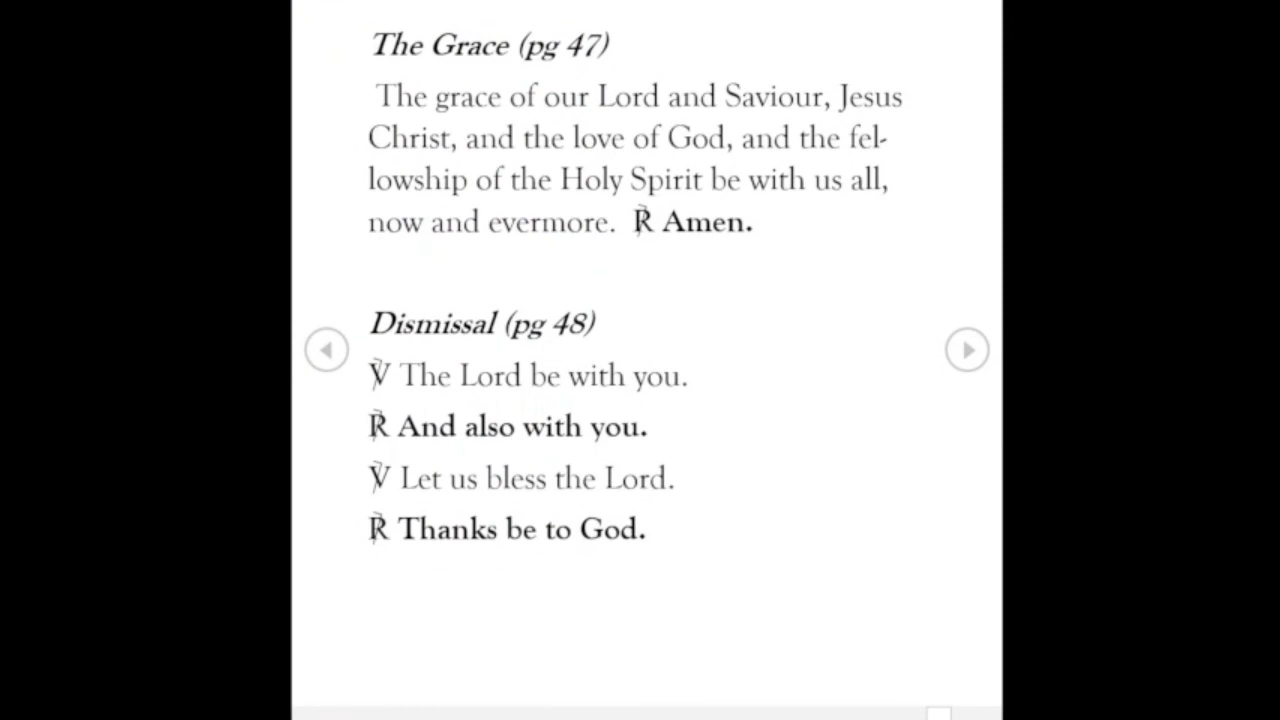 The Grace (pg 47)
The grace of our Lord and Saviour, Jesus
Christ, and the love of God, and the fel-
lowship of the Holy Spirit be with us all,
now and evermore. ℟ Amen.
Dismissal (pg 48)
℣ The Lord be with you.
℟ And also with you.
℣ Let us bless the Lord.
℟ Thanks be to God.